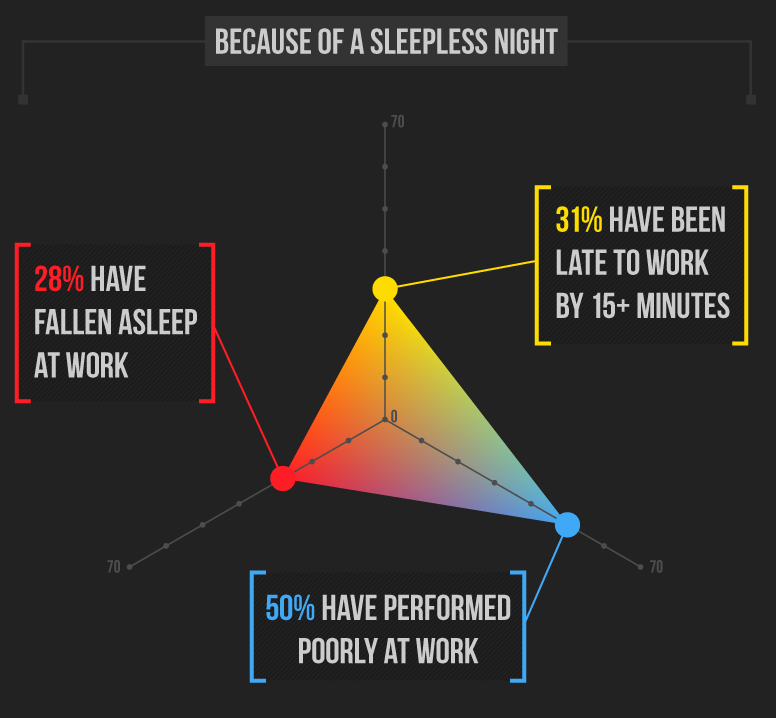 BECAUSE OF A SLEEPLESS NIGHT
70
31% HAVE BEEN
LATE TO WORK
BY 15+ MINUTES
28% HAVE
FALLEN ASLEEP
AT WORK
0
70
70
50% HAVE PERFORMED
POORLY AT WORK